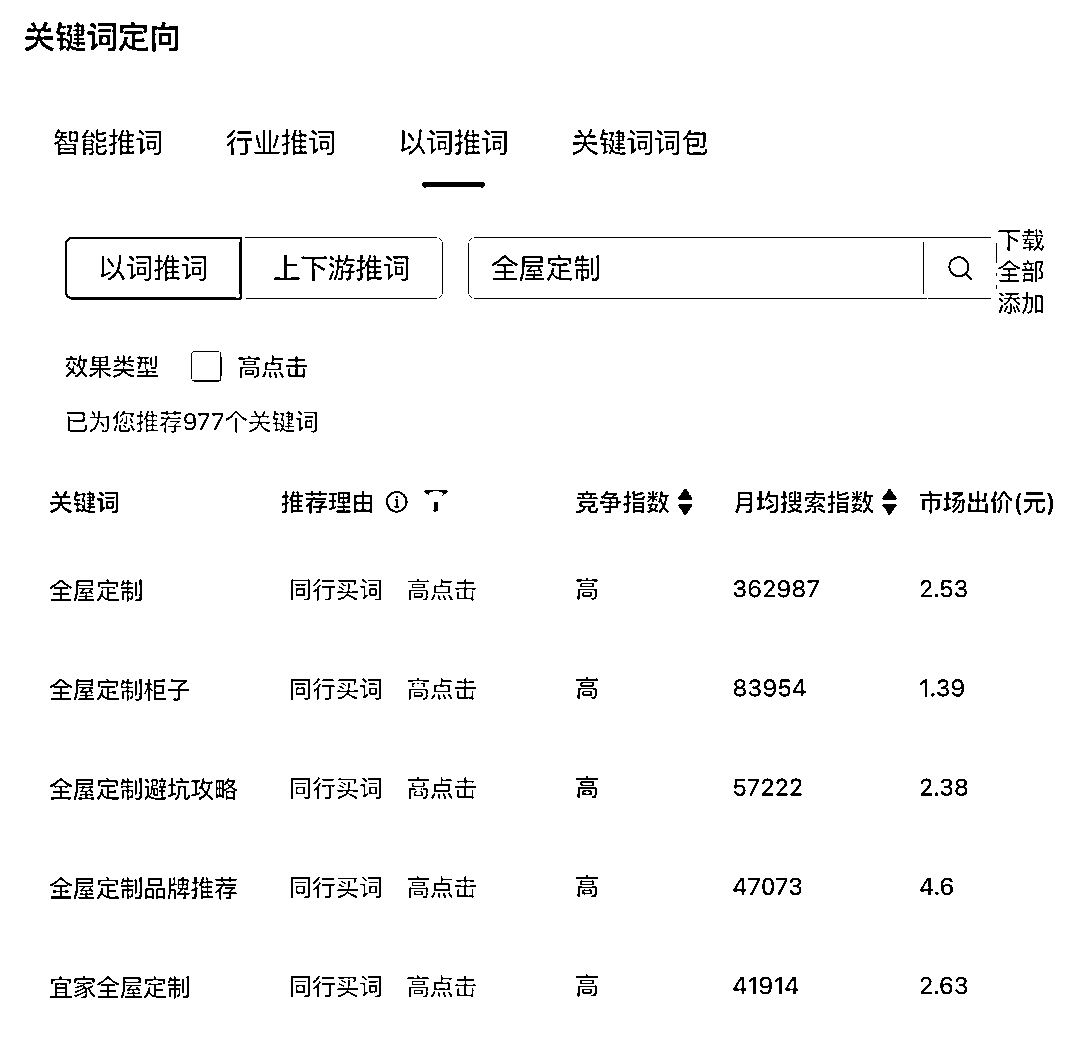 关键词定向
智能推词 行业推词 以词推词 关键词词包
以词推词 上下游推词 全屋定制
下载
全部
添加
效果类型 高点击
已为您推荐977个关键词
关键词 推荐理由 竞争指数 月均搜索指数 市场出价(元)
全屋定制 同行买词 高点击 高 362987 2.53
全屋定制柜子 同行买词 高点击 高 83954 1.39
全屋定制避坑攻略 同行买词 高点击 高 57222 2.38
全屋定制品牌推荐 同行买词 高点击 高 47073 4.6
宜家全屋定制 同行买词 高点击 高 41914 2.63